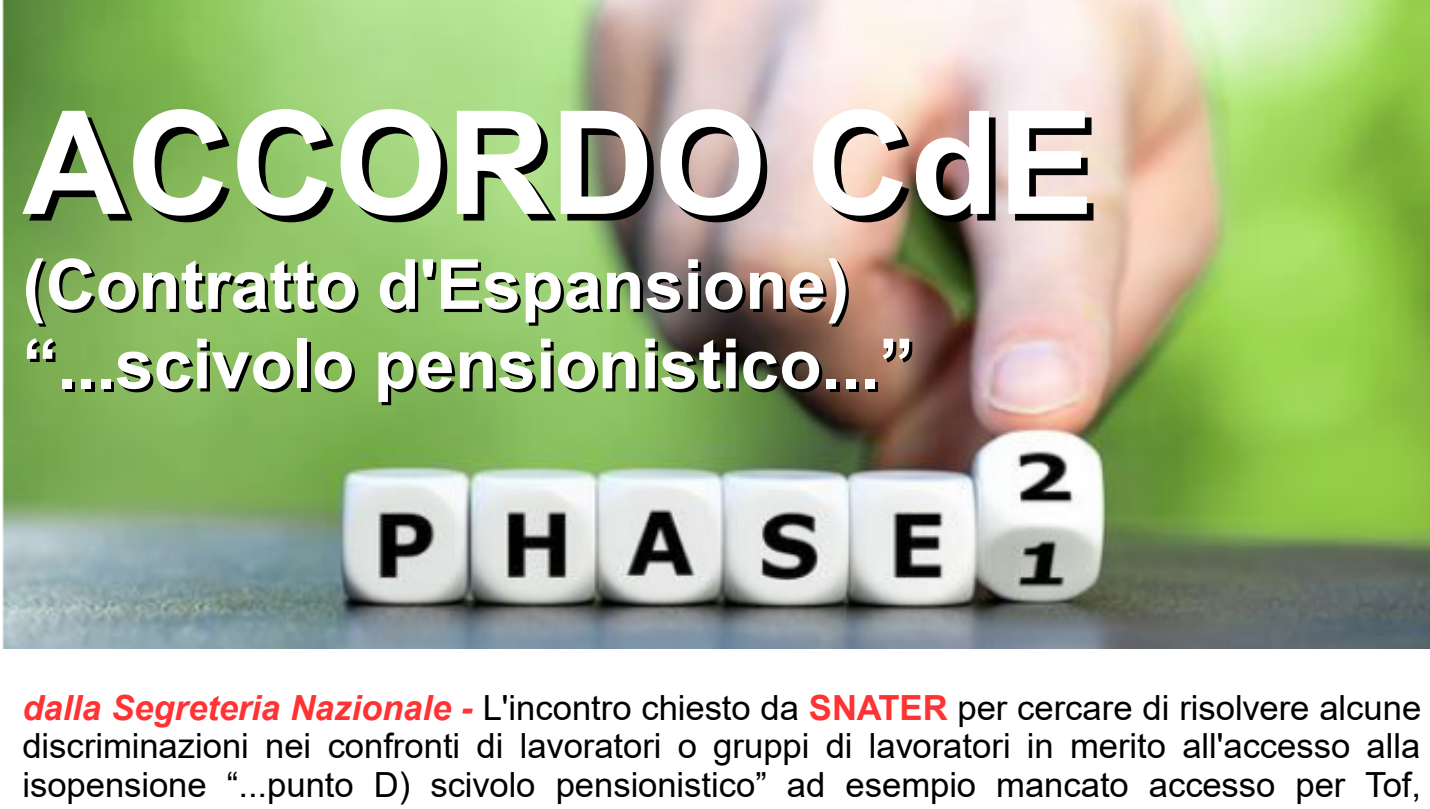 ACCORDO CdE
(Contratto d'Espansione)
“...scivolo pensionistico...”
PHASE 2
1
dalla Segreteria Nazionale - L'incontro chiesto da SNATER per cercare di risolvere alcune
discriminazioni nei confronti di lavoratori o gruppi di lavoratori in merito all'accesso alla
isopensione “...punto D) scivolo pensionistico” ad esempio mancato accesso per Tof,